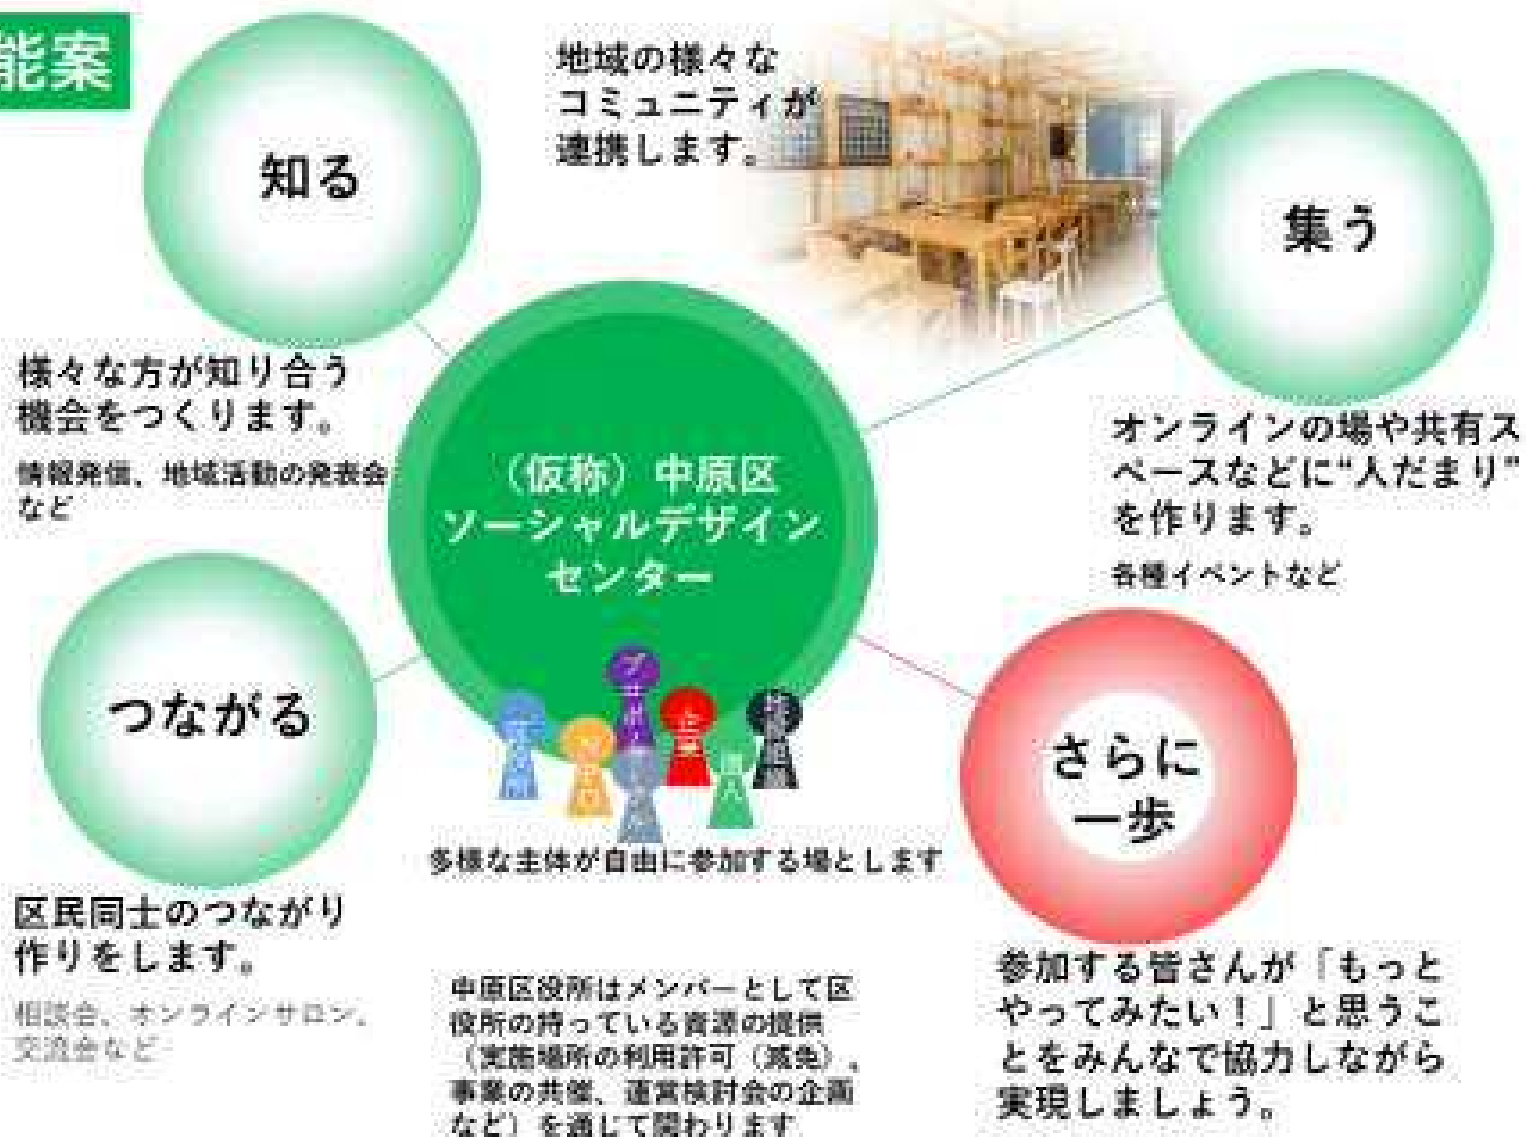 能案
知る
地域の様々な
コミュニティが
連携します。
集う
様々な方が知り合う
機会をつくります。
情報発信、地域活動の発表会
など
（仮称）中原区
ソーシャルデザイン
センター
オンラインの場や共有ス
ペースなどに“人だまり”
を作ります。
各種イベントなど
つながる
企業
個人
さらに
一歩
多様な主体が自由に参加する場とします
区民同士のつながり
作りをします。
相談会、オンラインサロン、
交流会など
中原区役所はメンバーとして区
役所の持っている資源の提供
（実施場所の利用許可（減免）、
事業の共催、運営検討会の企画
など）を通じて関わります
参加する皆さんが「もっと
やってみたい！」と思うこ
とをみんなで協力しながら
実現しましょう。